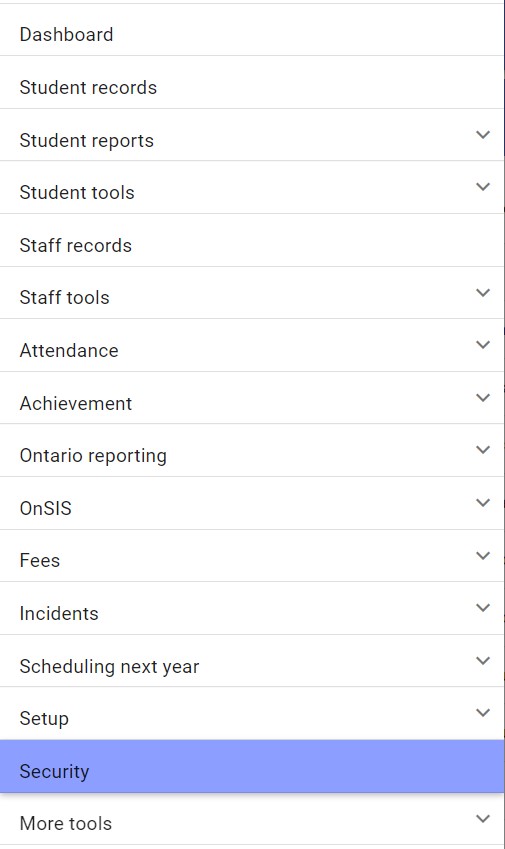 Dashboard
Student records
Student reports
Student tools
Staff records
Staff tools
Attendance
Achievement
Ontario reporting
OnSIS
Fees
Incidents
Scheduling next year
Setup
Security
More tools